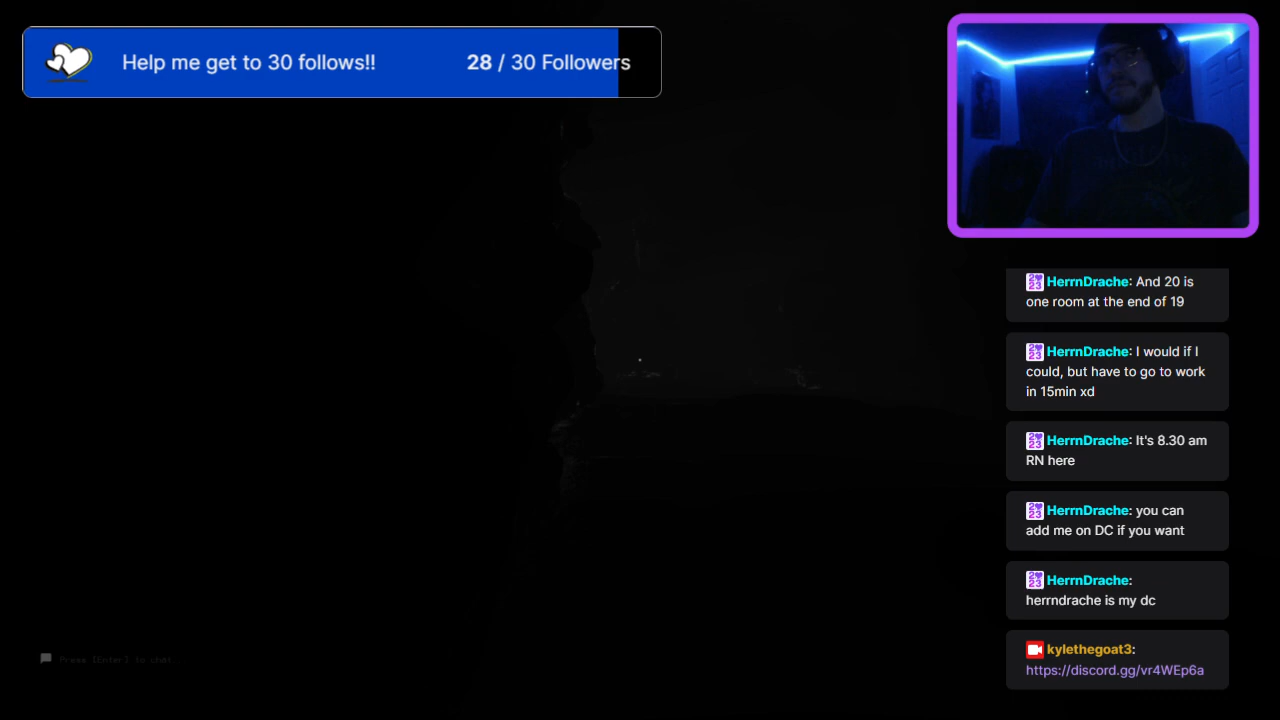 Help me get to 30 follows!!
28 / 30 Followers
HerrnDrache: And 20 is
one room at the end of 19
HerrnDrache: I would if I
could, but have to go to work
in 15min xd
HerrnDrache: It's 8.30 am
RN here
HerrnDrache: you can
add me on DC if you want
HerrnDrache:
herrndrache is my dc
kylethegoat3:
https://discord.gg/vr4WEp6a
Press [Enter] to chat